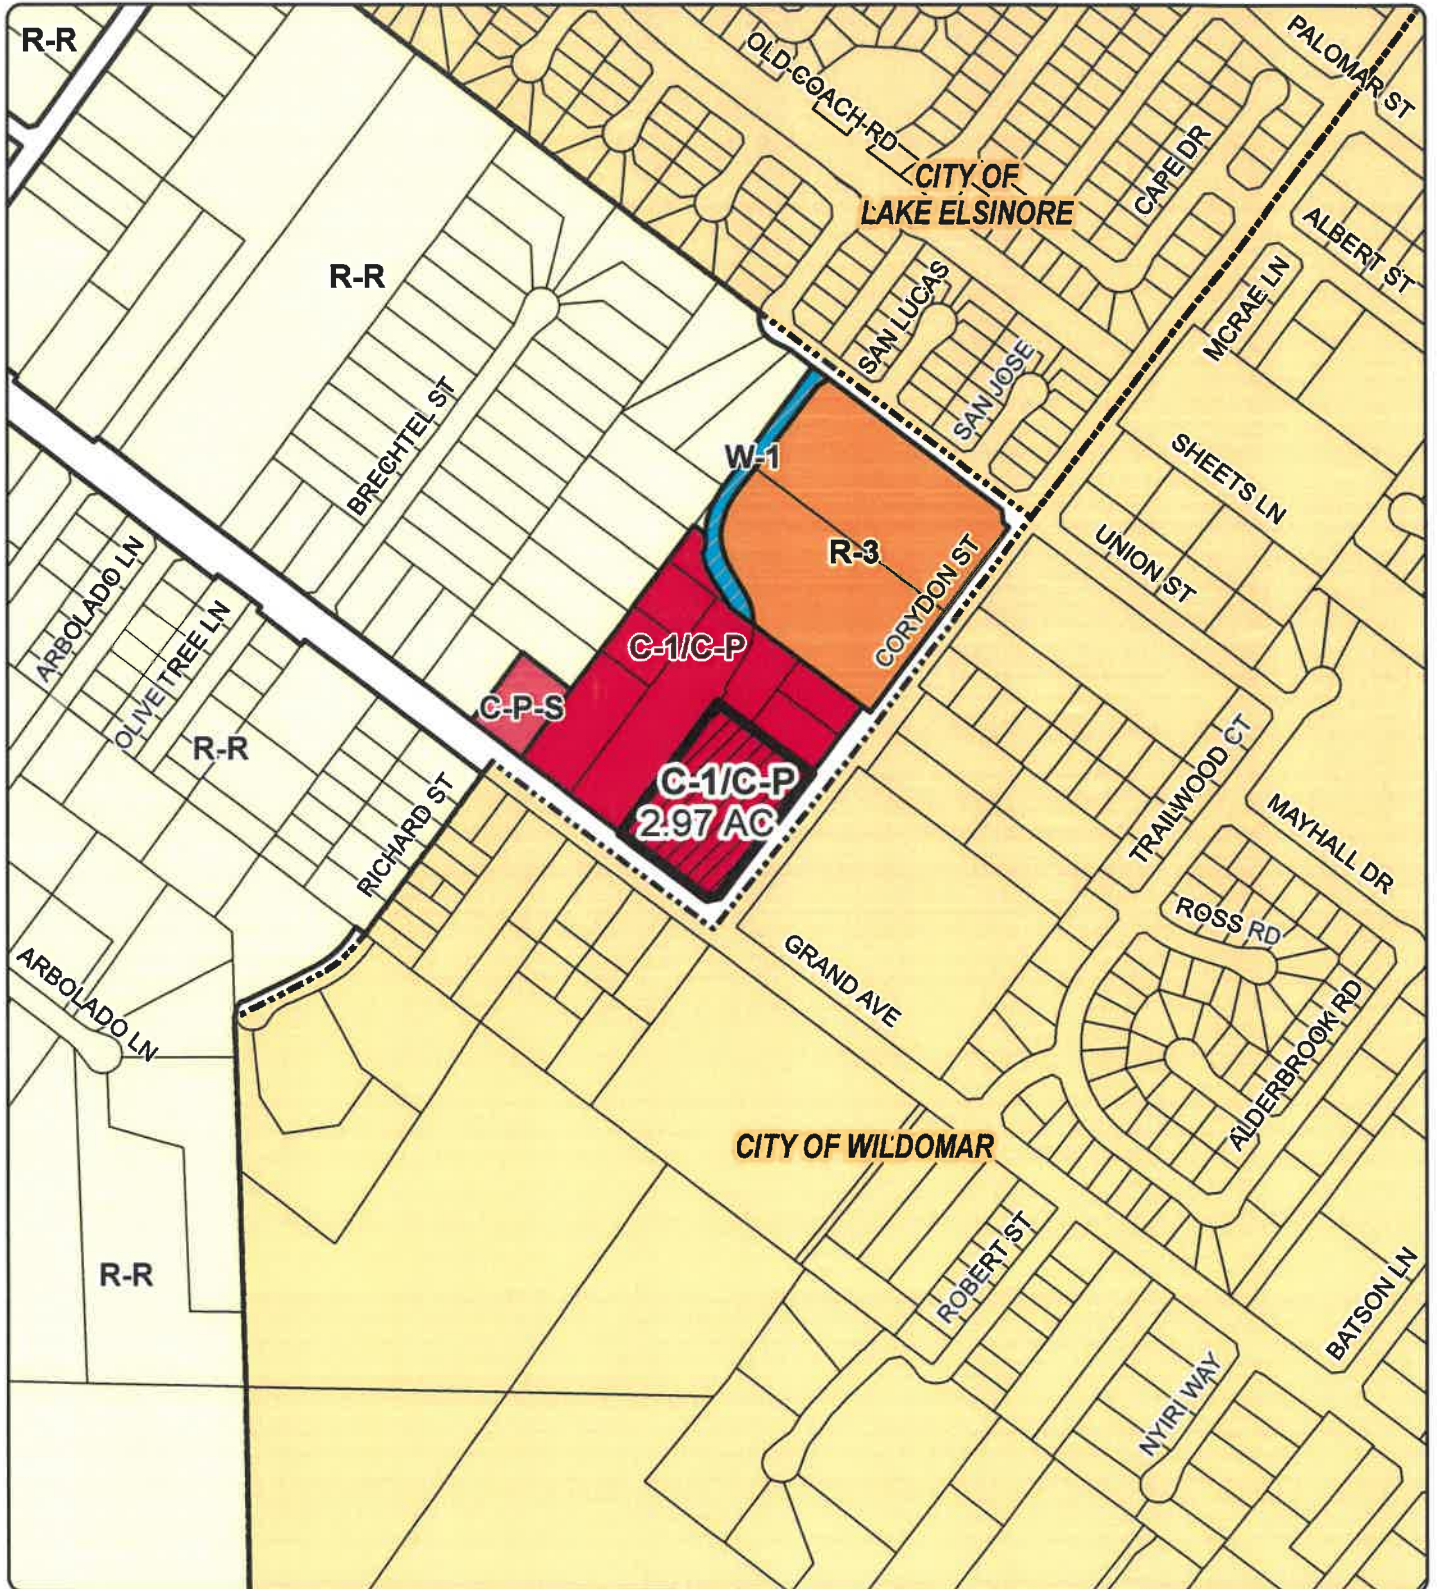 R-R
PALOMAR ST
OLD COACH RD
CITY OF
LAKE ELSINORE
CAPE DR
ALBERT ST
R-R
MCRAE LN
SAN LUCAS
SAN JOSE
BRECHTEL ST
W-1
SHEETS LN
R-3
UNION ST
CORYDON ST
ARBOLADO LN
OLIVETREE LN
C-1/C-P
C-P-S
R-R
TRAILWOOD CT
C-1/C-P
2.97 AC
RICHARD ST
MAYHALL DR
ROSS RD
GRAND AVE
ARBOLADO LN
ALDERBROOK RD
CITY OF WILDOMAR
R-R
ROBERT ST
BATSON LN
NYIRI WAY